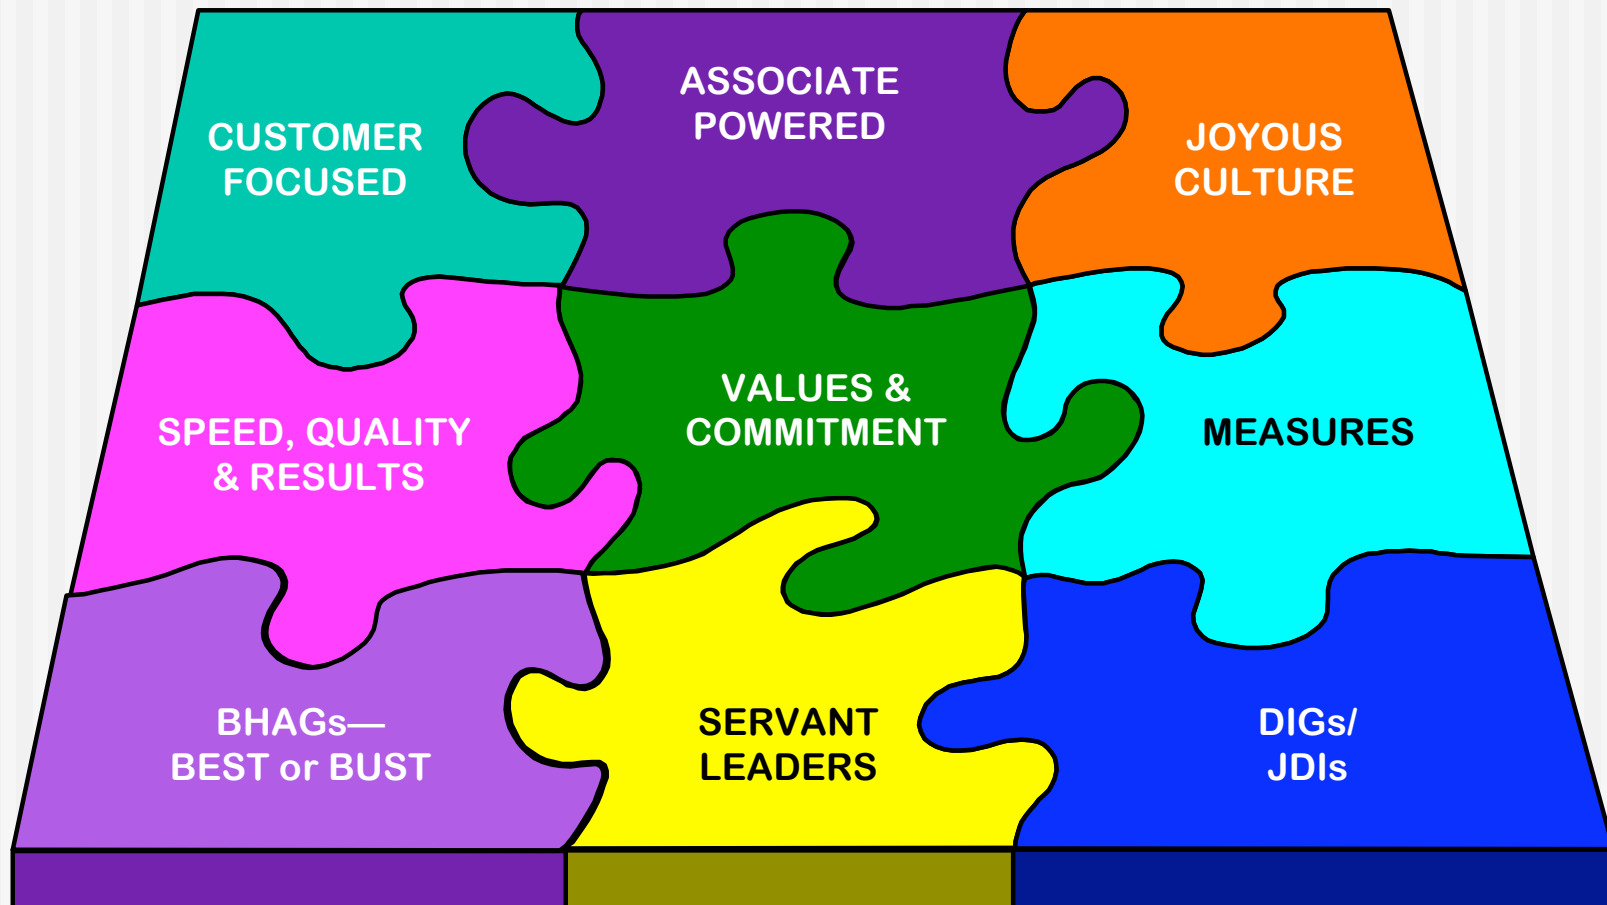 CUSTOMER
FOCUSED
ASSOCIATE
POWERED
JOYOUS
CULTURE
SPEED, QUALITY
& RESULTS
VALUES &
COMMITMENT
MEASURES
BHAGs—
BEST or BUST
SERVANT
LEADERS
DIGs/
JDIs